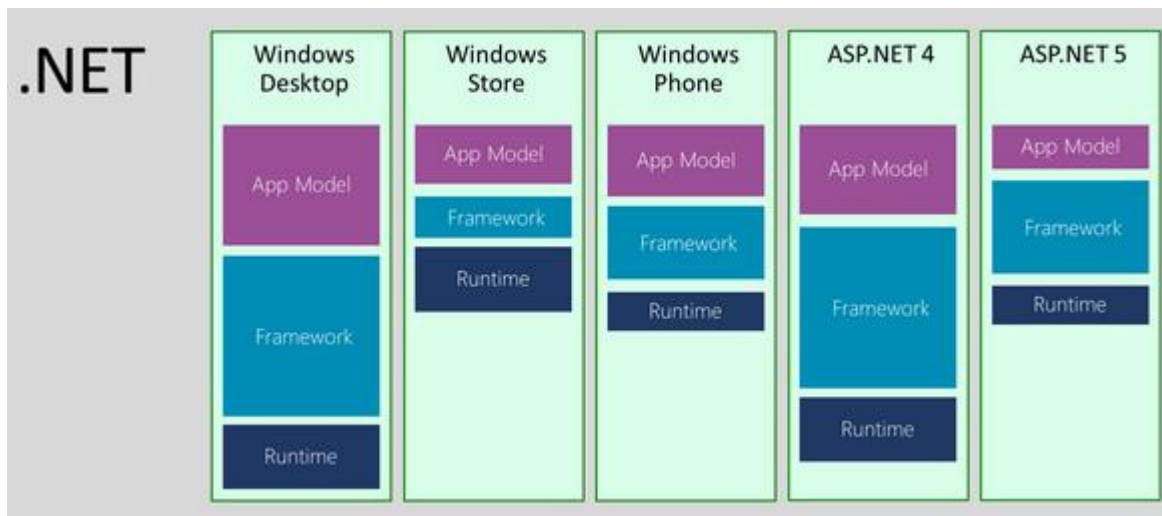 .NET
Windows
Desktop
App Model
Framework
Runtime
Windows
Store
App Model
Framework
Runtime
Windows
Phone
App Model
Framework
Runtime
ASP.NET 4
App Model
Framework
Runtime
ASP.NET 5
App Model
Framework
Runtime